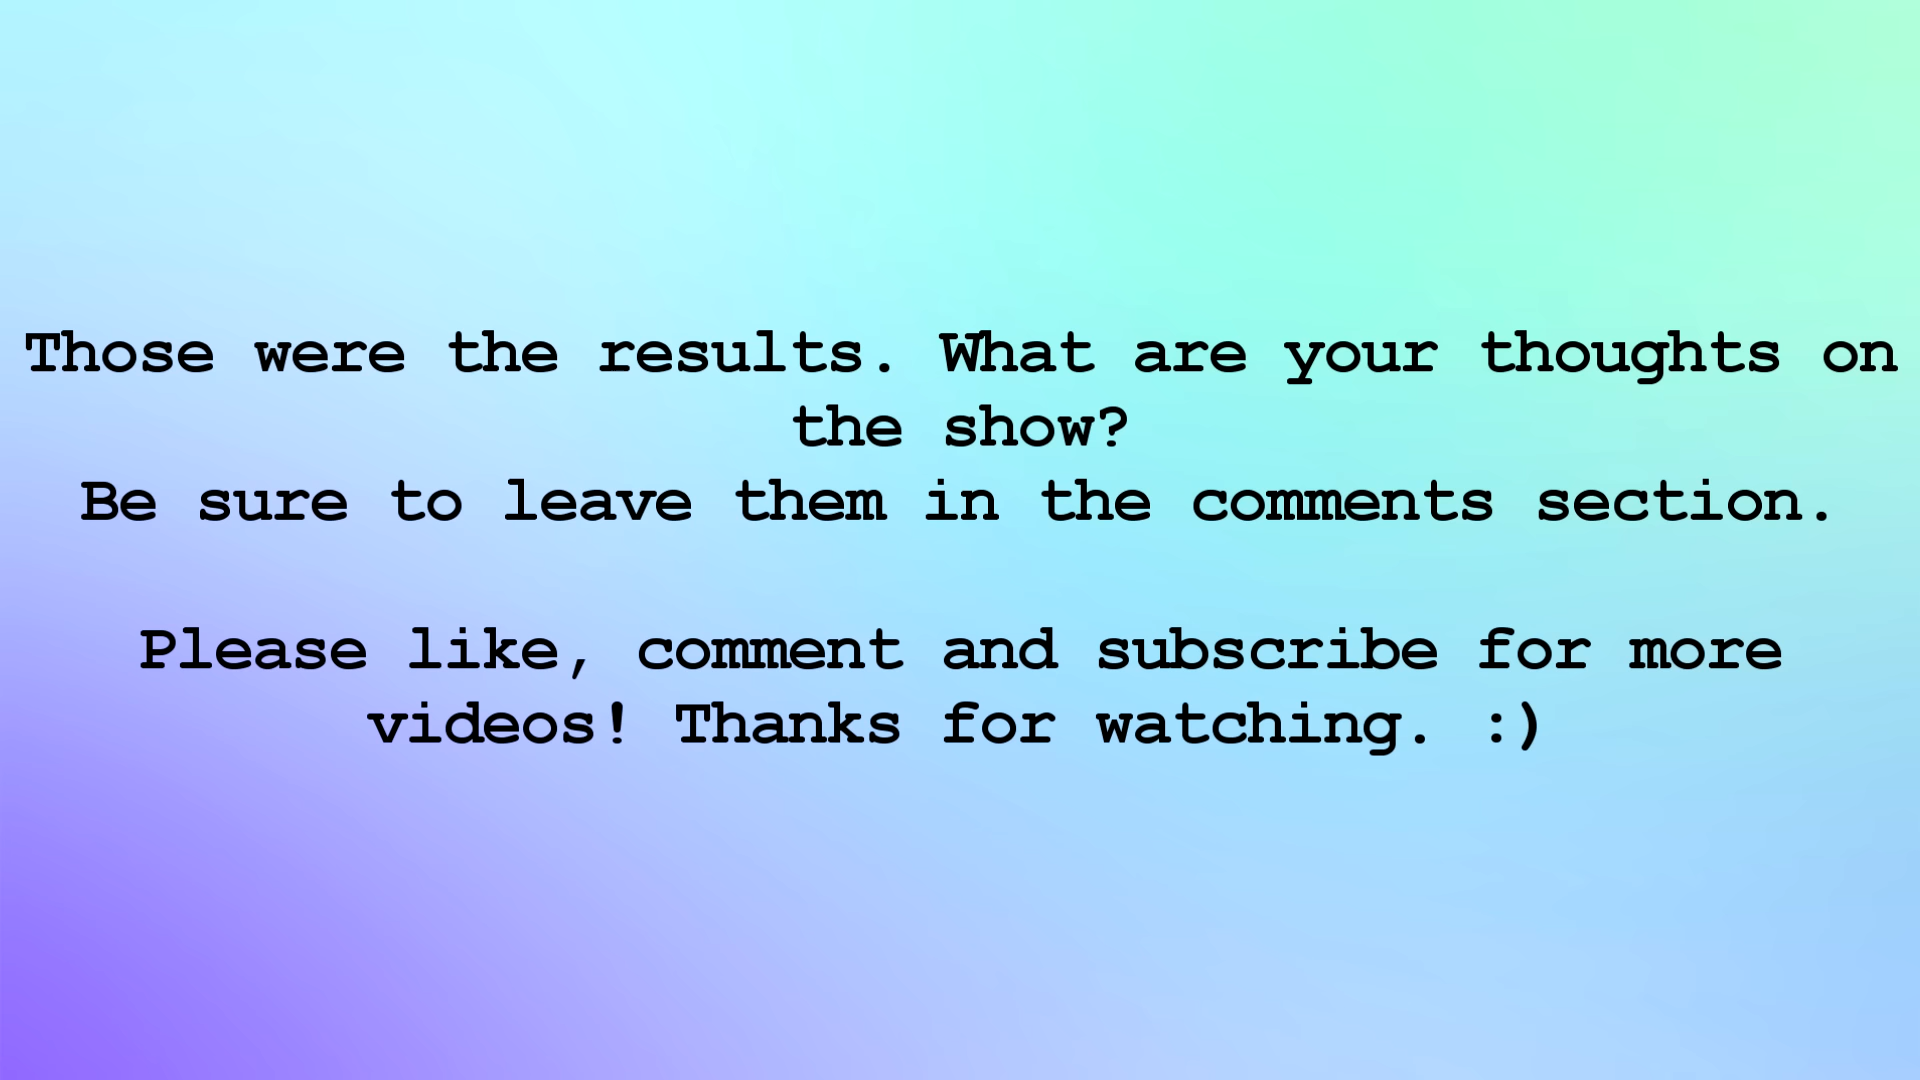 Those were the results. What are your thoughts on
the show?
Be sure to leave them in the comments section.
Please like, comment and subscribe for more
videos! Thanks for watching. :)